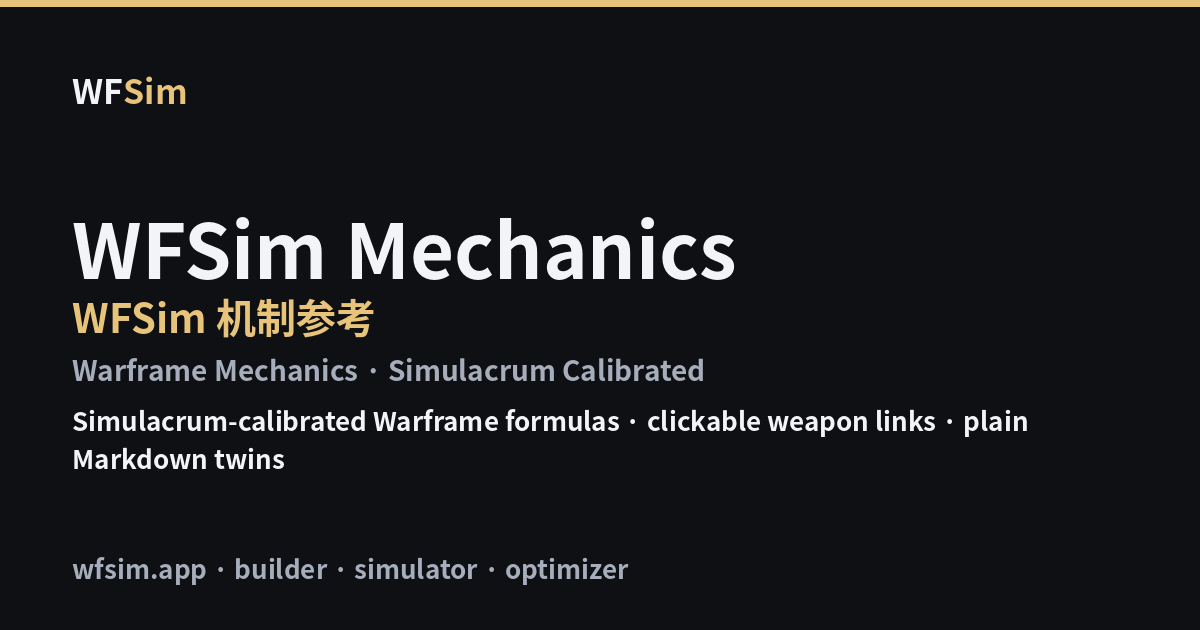 WFSim
WFSim Mechanics
WFSim 机制参考
Warframe Mechanics · Simulacrum Calibrated
Simulacrum-calibrated Warframe formulas · clickable weapon links · plain
Markdown twins
wfsim.app · builder · simulator · optimizer